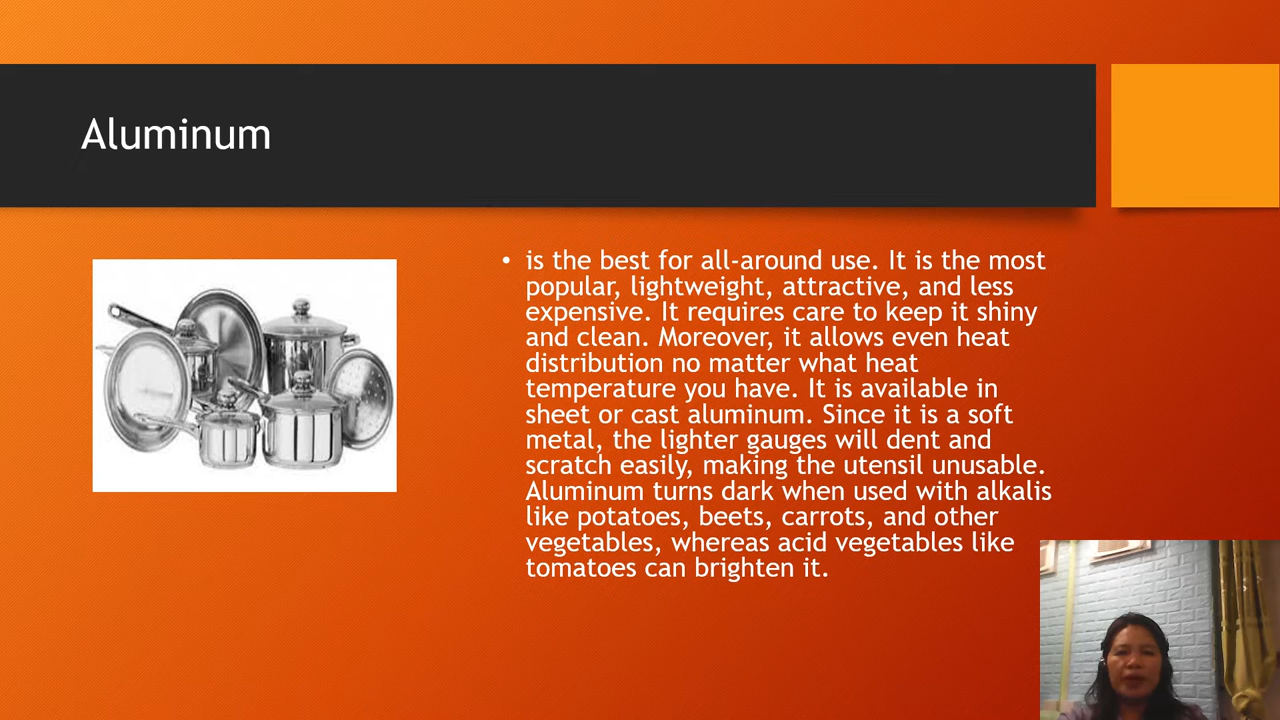 Aluminum
• is the best for all-around use. It is the most
popular, lightweight, attractive, and less
expensive. It requires care to keep it shiny
and clean. Moreover, it allows even heat
distribution no matter what heat
temperature you have. It is available in
sheet or cast aluminum. Since it is a soft
metal, the lighter gauges will dent and
scratch easily, making the utensil unusable.
Aluminum turns dark when used with alkalis
like potatoes, beets, carrots, and other
vegetables, whereas acid vegetables like
tomatoes can brighten it.